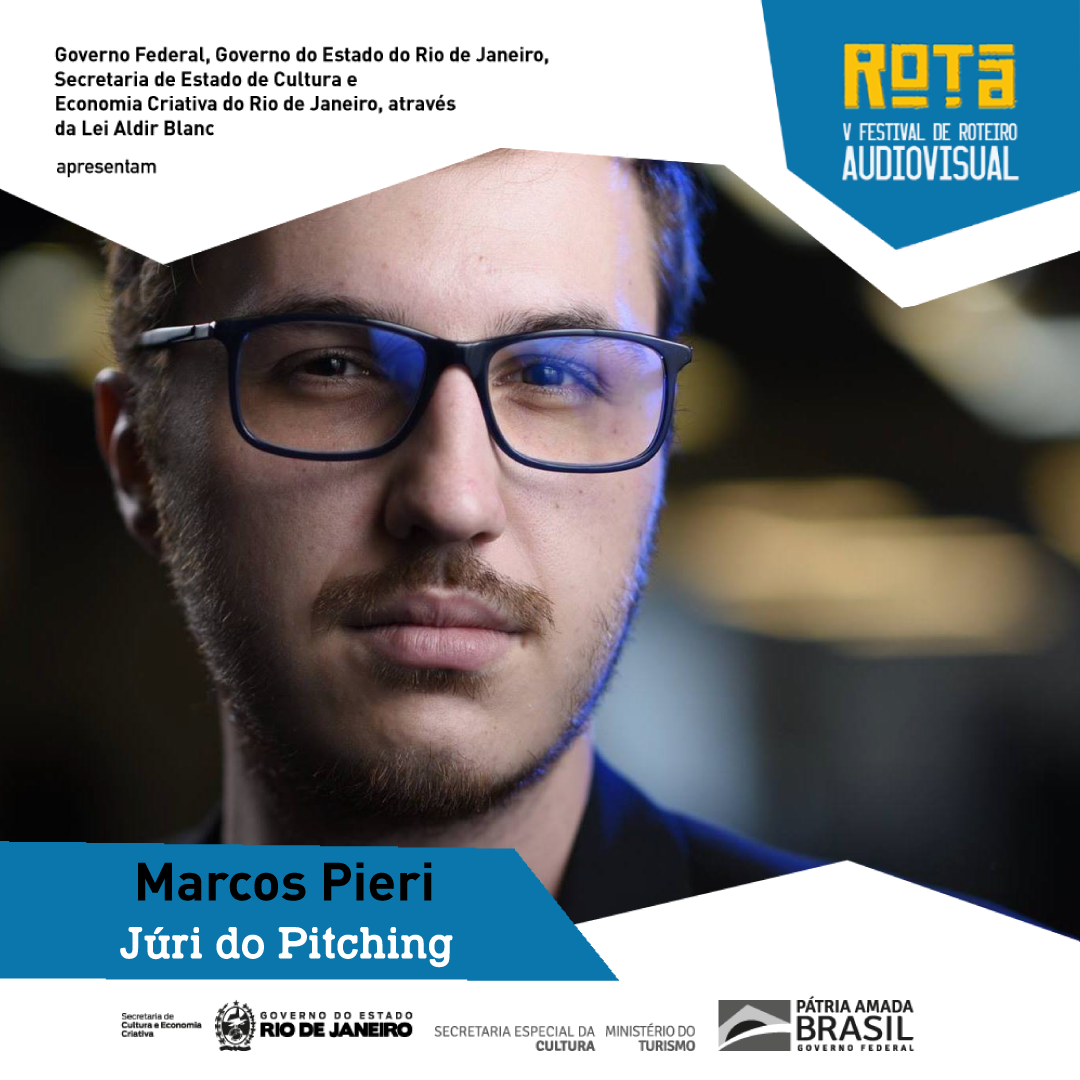 Governo Federal, Governo do Estado do Rio de Janeiro,
Secretaria de Estado de Cultura e
Economia Criativa do Rio de Janeiro, através
da Lei Aldir Blanc
apresentam
ROTA
V FESTIVAL DE ROTEIRO
AUDIOVISUAL
Marcos Pieri
Júri do Pitching
Secretaria de
Cultura e Economia
Criativa
GOVERNO DO ESTADO
RIO DE JANEIRO
SECRETARIA ESPECIAL DA
CULTURA
MINISTÉRIO DO
TURISMO
PÁTRIA AMADA
BRASIL
GOVERNO FEDERAL